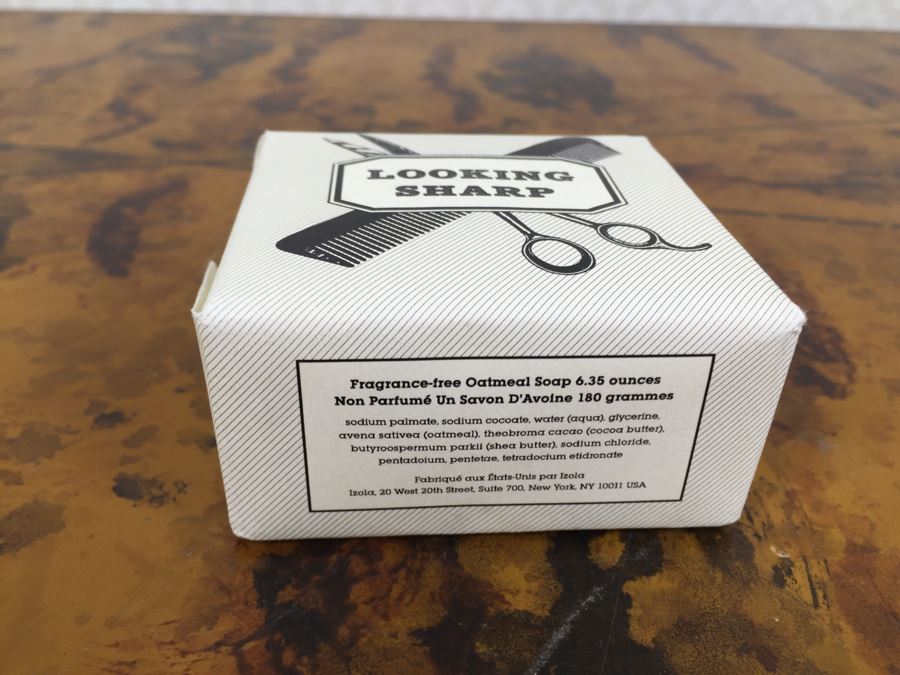 LOOKING
SHARP
Fragrance-free Oatmeal Soap 6.35 ounces
Non Parfumé Un Savon D'Avoine 180 grammes
sodium palmate, sodium cocoate, water (aqua), glycerine,
avena sativea (oatmeal), theobroma cacao (cocoa butter),
butyroospermum parkii (shea butter), sodium chloride,
pentadoium, pentetae, tetradocium etidronate
Fabriqué aux États-Unis par Izola
Izola, 20 West 20th Street, Suite 700, New York, NY 10011 USA